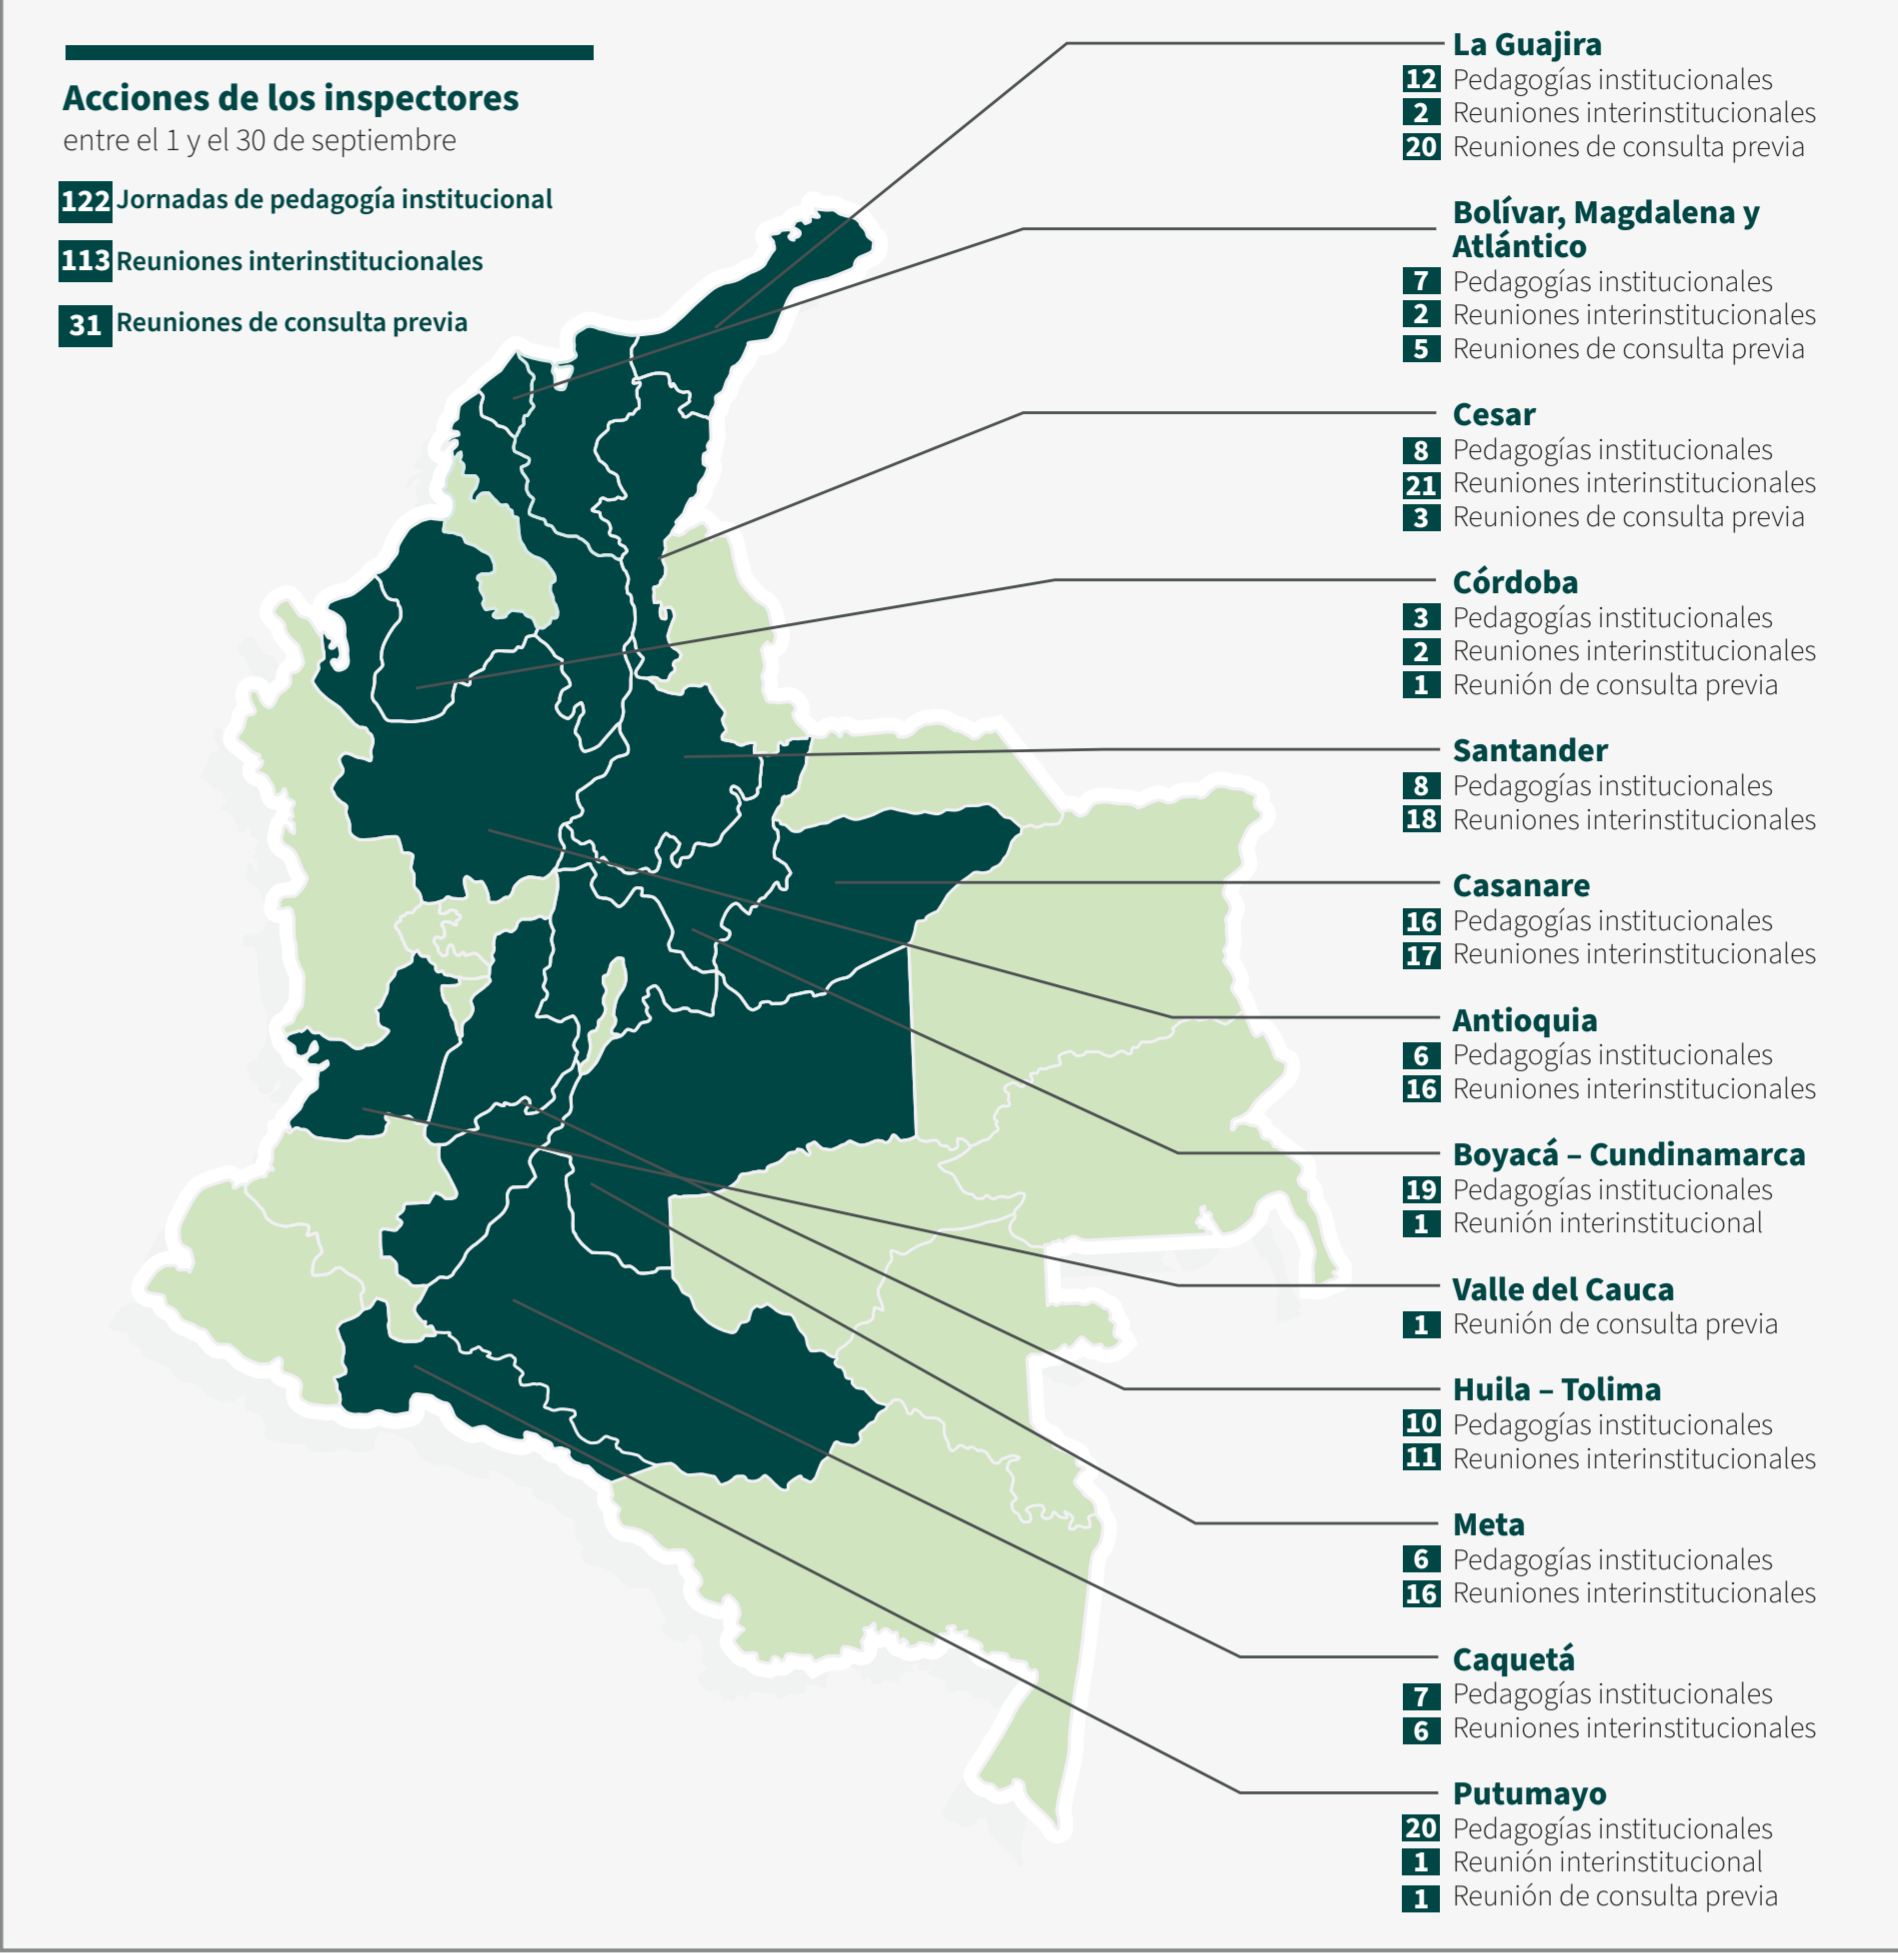 Acciones de los inspectores
entre el 1 y el 30 de septiembre
122 Jornadas de pedagogía institucional
113 Reuniones interinstitucionales
31 Reuniones de consulta previa
La Guajira
12 Pedagogías institucionales
2 Reuniones interinstitucionales
20 Reuniones de consulta previa
Bolívar, Magdalena y
Atlántico
7 Pedagogías institucionales
2 Reuniones interinstitucionales
5 Reuniones de consulta previa
Cesar
8 Pedagogías institucionales
21 Reuniones interinstitucionales
3 Reuniones de consulta previa
Córdoba
3 Pedagogías institucionales
2 Reuniones interinstitucionales
1 Reunión de consulta previa
Santander
8 Pedagogías institucionales
18 Reuniones interinstitucionales
Casanare
16 Pedagogías institucionales
17 Reuniones interinstitucionales
Antioquia
6 Pedagogías institucionales
16 Reuniones interinstitucionales
Boyacá – Cundinamarca
19 Pedagogías institucionales
1 Reunión interinstitucional
Valle del Cauca
1 Reunión de consulta previa
Huila – Tolima
10 Pedagogías institucionales
11 Reuniones interinstitucionales
Meta
6 Pedagogías institucionales
16 Reuniones interinstitucionales
Caquetá
7 Pedagogías institucionales
6 Reuniones interinstitucionales
Putumayo
20 Pedagogías institucionales
1 Reunión interinstitucional
1 Reunión de consulta previa